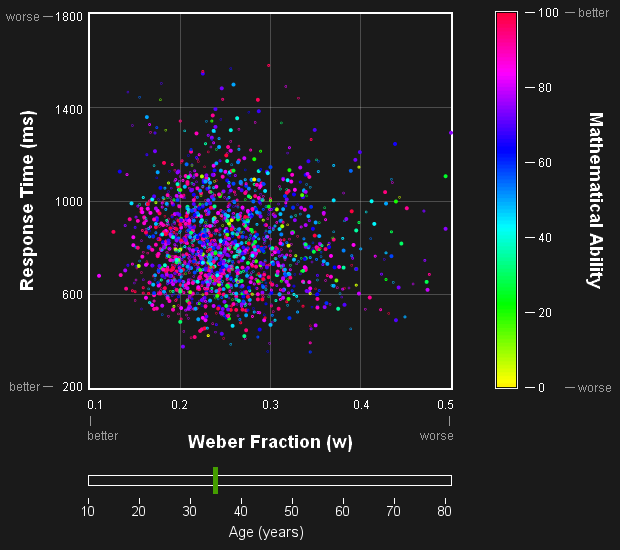 worse
1800
1400
1000
600
200
better
Response Time (ms)
0.1
0.2
0.3
0.4
0.5
better
worse
Weber Fraction (w)
10
20
30
40
50
60
70
80
Age (years)
100
better
80
60
40
20
0
worse
Mathematical Ability